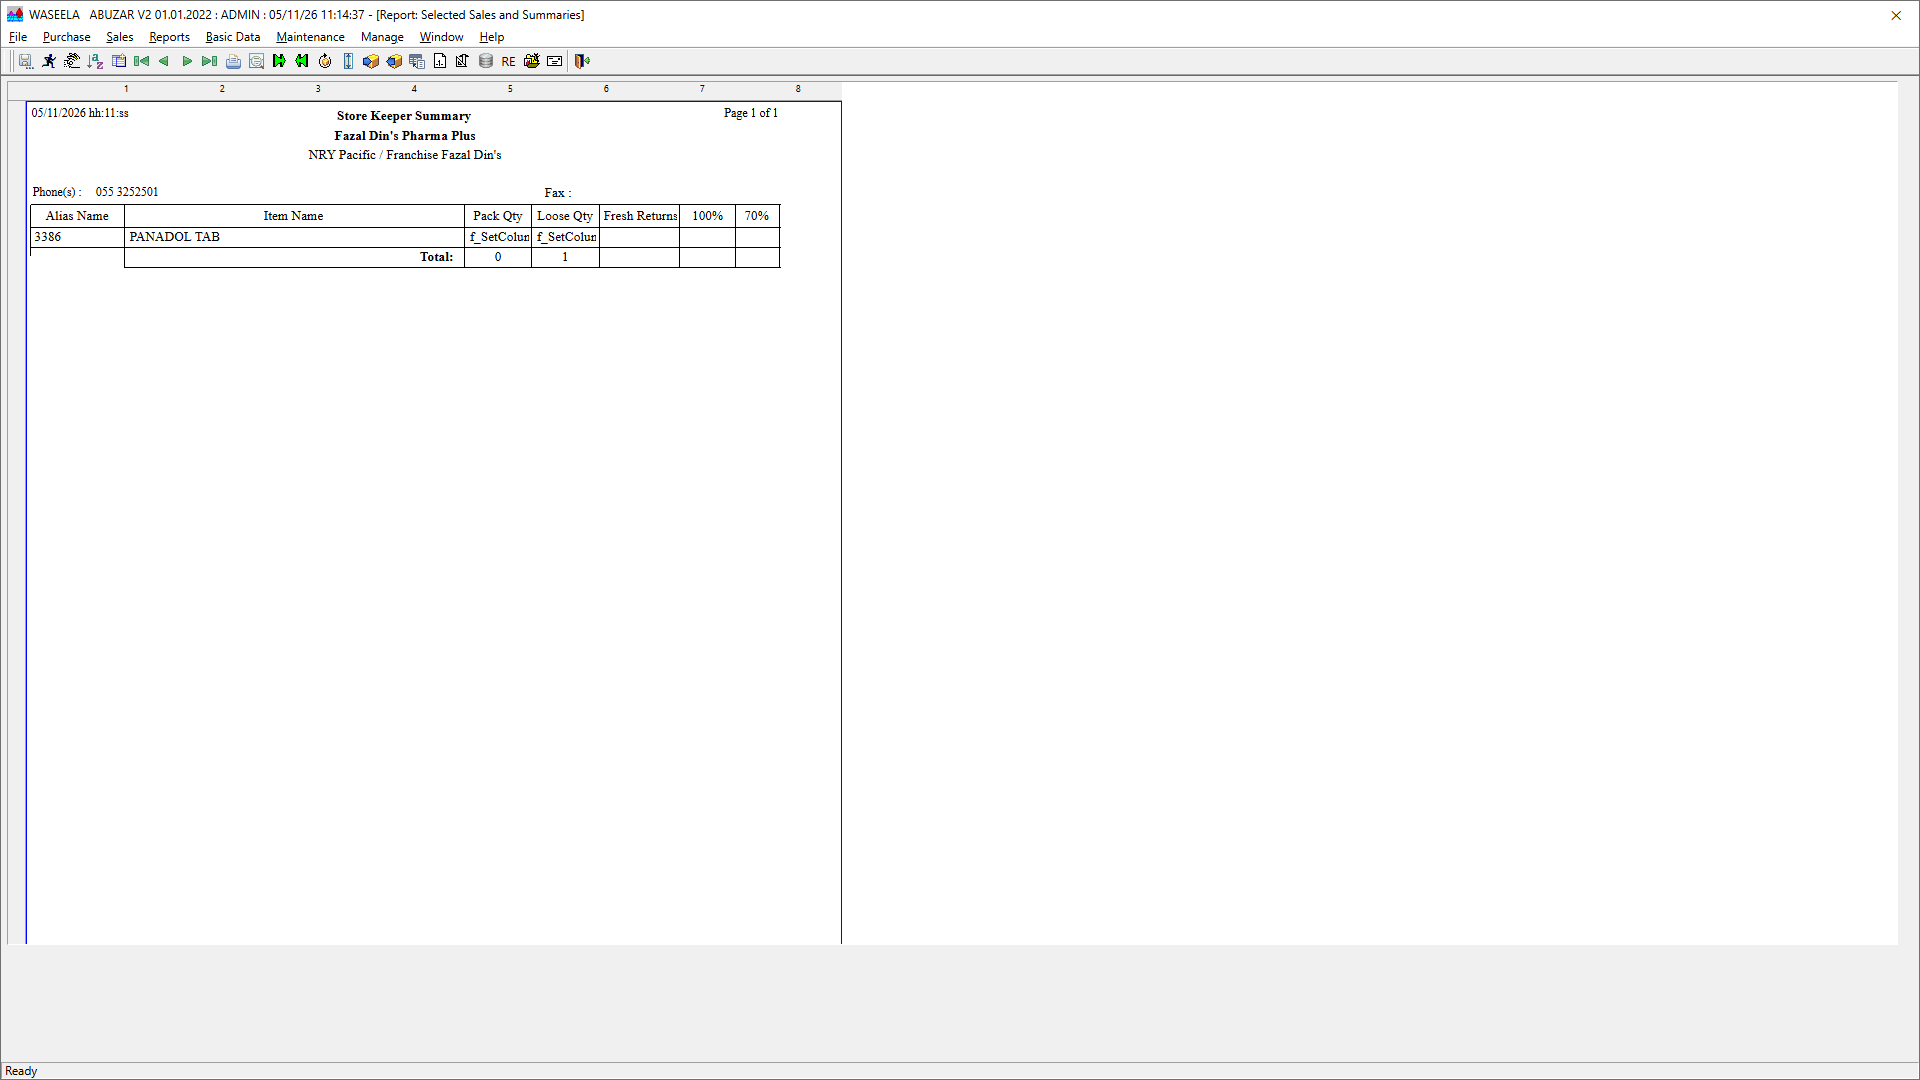 WASEELA ABUZAR V2 01.01.2022 : ADMIN : 05/11/26 11:14:37 - [Report: Selected Sales and Summaries]
File Purchase Sales Reports Basic Data Maintenance Manage Window Help
RE
1 2 3 4 5 6 7 8
05/11/2026 hh:11:ss Store Keeper Summary Page 1 of 1
Fazal Din's Pharma Plus
NRY Pacific / Franchise Fazal Din's
Phone(s) : 055 3252501 Fax :
Alias Name Item Name Pack Qty Loose Qty Fresh Returns 100% 70%
3386 PANADOL TAB f_SetColun f_SetColun
Total: 0 1
Ready